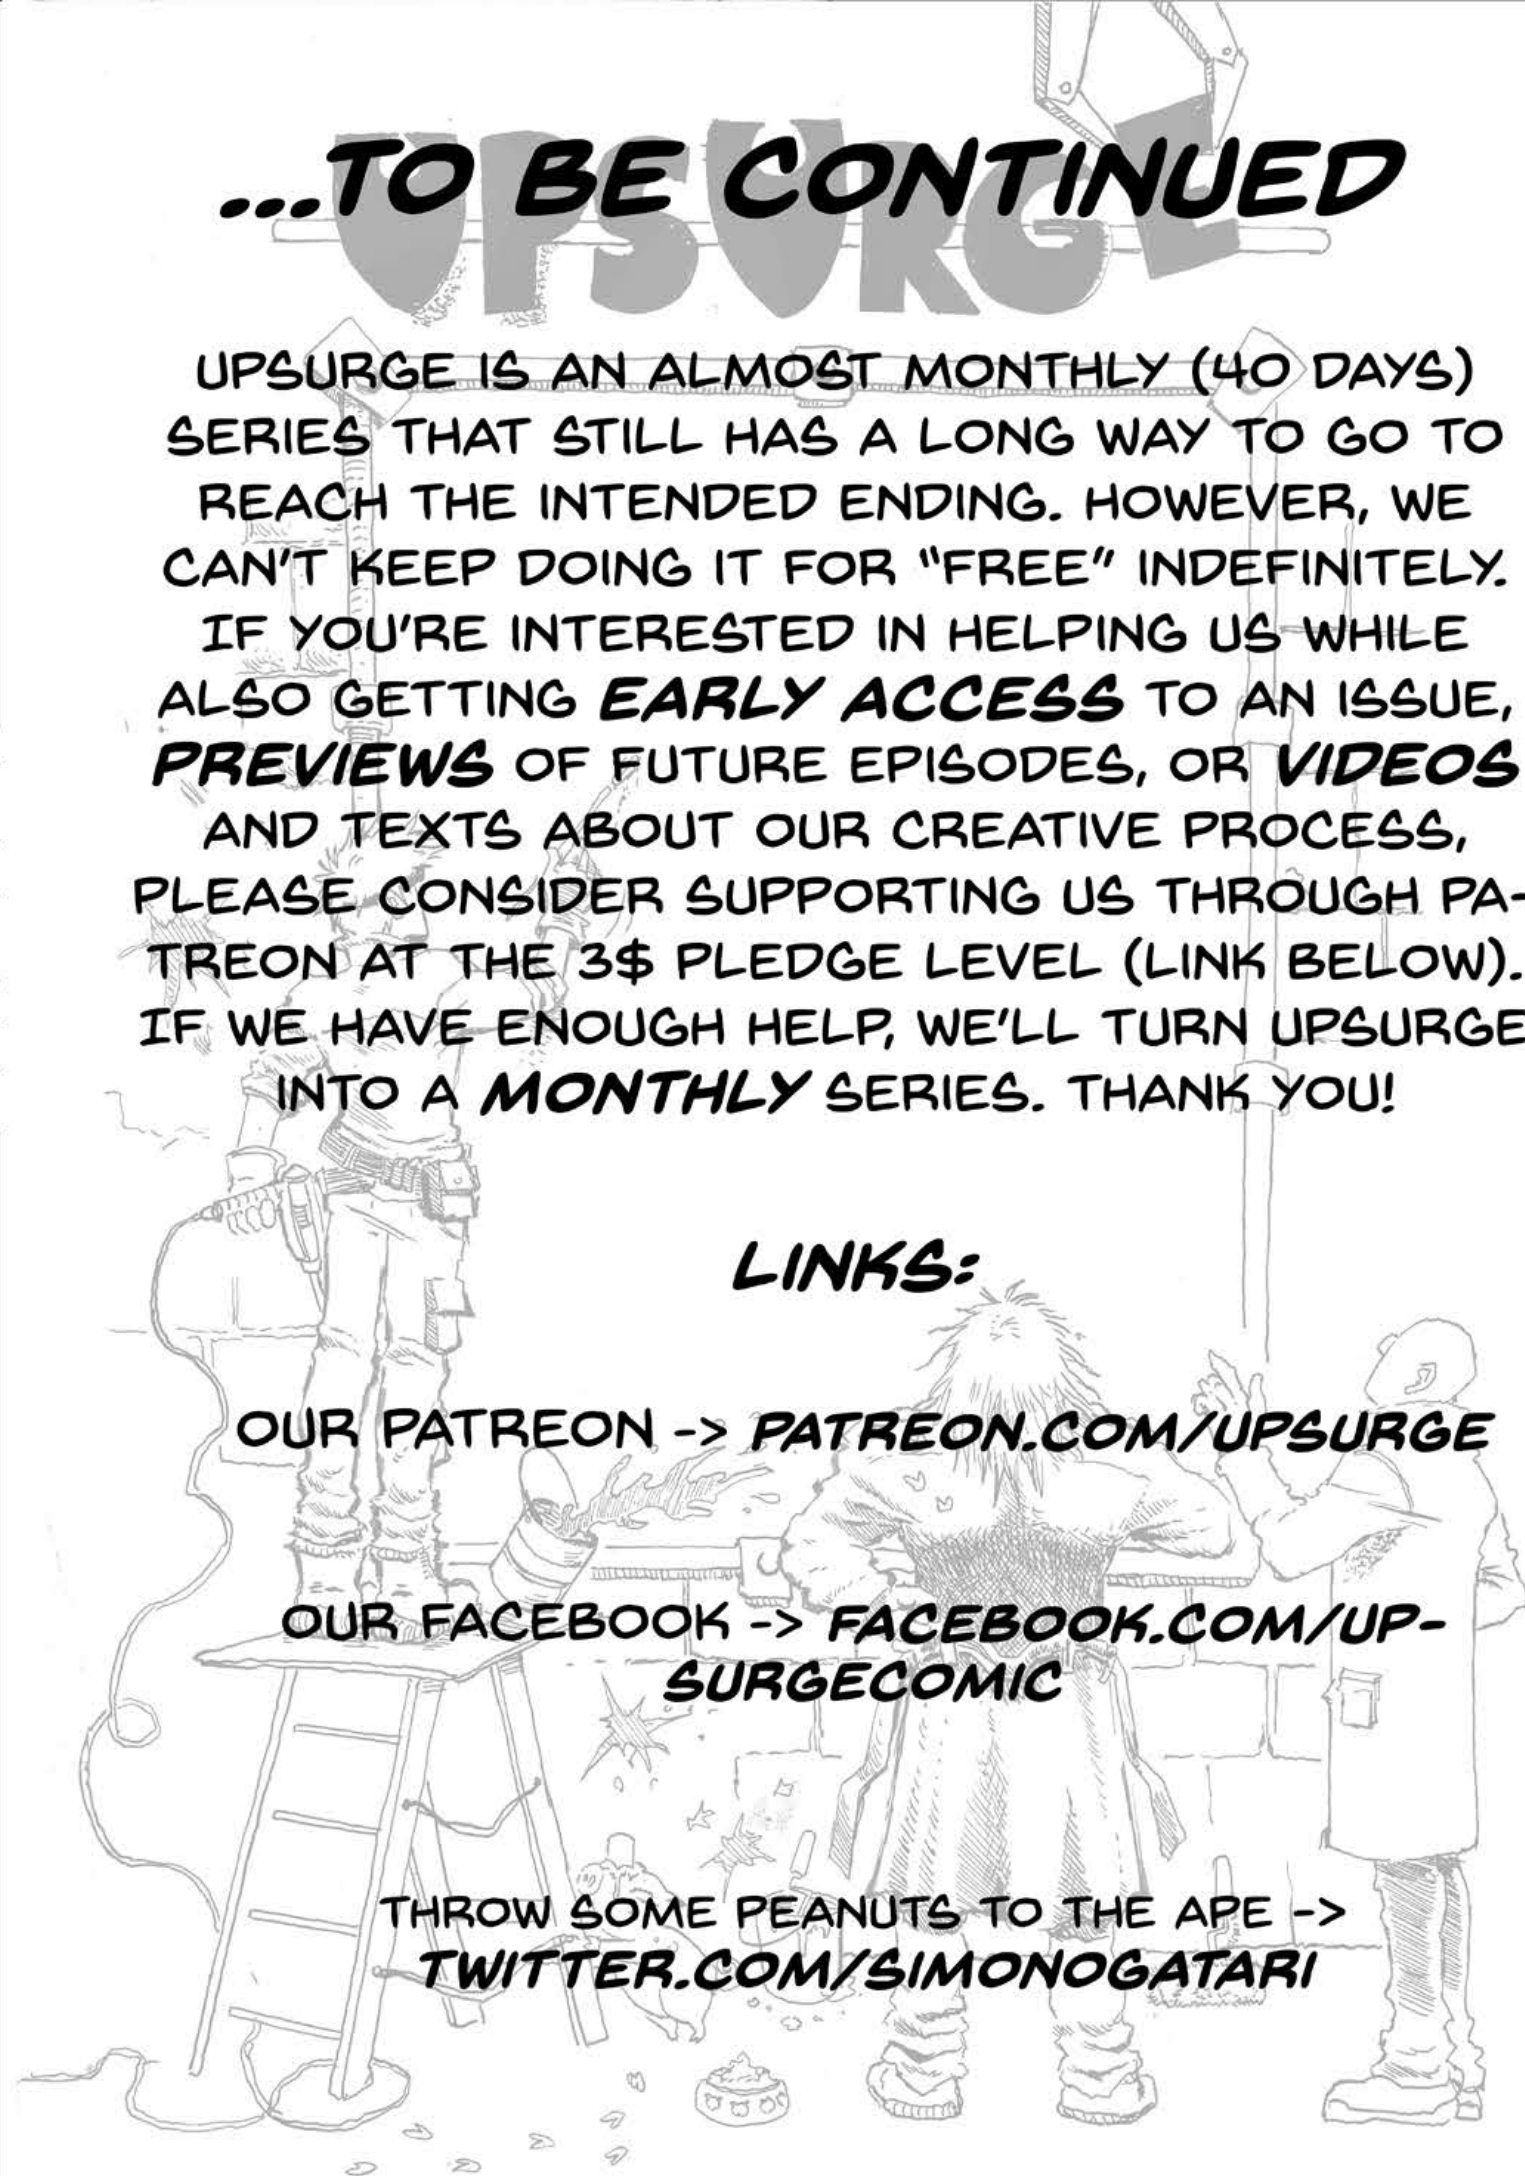 UPSURGE
...TO BE CONTINUED
UPSURGE IS AN ALMOST MONTHLY (40 DAYS)
SERIES THAT STILL HAS A LONG WAY TO GO TO
REACH THE INTENDED ENDING. HOWEVER, WE
CAN'T KEEP DOING IT FOR "FREE" INDEFINITELY.
IF YOU'RE INTERESTED IN HELPING US WHILE
ALSO GETTING EARLY ACCESS TO AN ISSUE,
PREVIEWS OF FUTURE EPISODES, OR VIDEOS
AND TEXTS ABOUT OUR CREATIVE PROCESS,
PLEASE CONSIDER SUPPORTING US THROUGH PA-
TREON AT THE 3$ PLEDGE LEVEL (LINK BELOW).
IF WE HAVE ENOUGH HELP, WE'LL TURN UPSURGE
INTO A MONTHLY SERIES. THANK YOU!
LINKS:
OUR PATREON -> PATREON.COM/UPSURGE
OUR FACEBOOK -> FACEBOOK.COM/UP-
SURGECOMIC
THROW SOME PEANUTS TO THE APE ->
TWITTER.COM/SIMONOGATARI